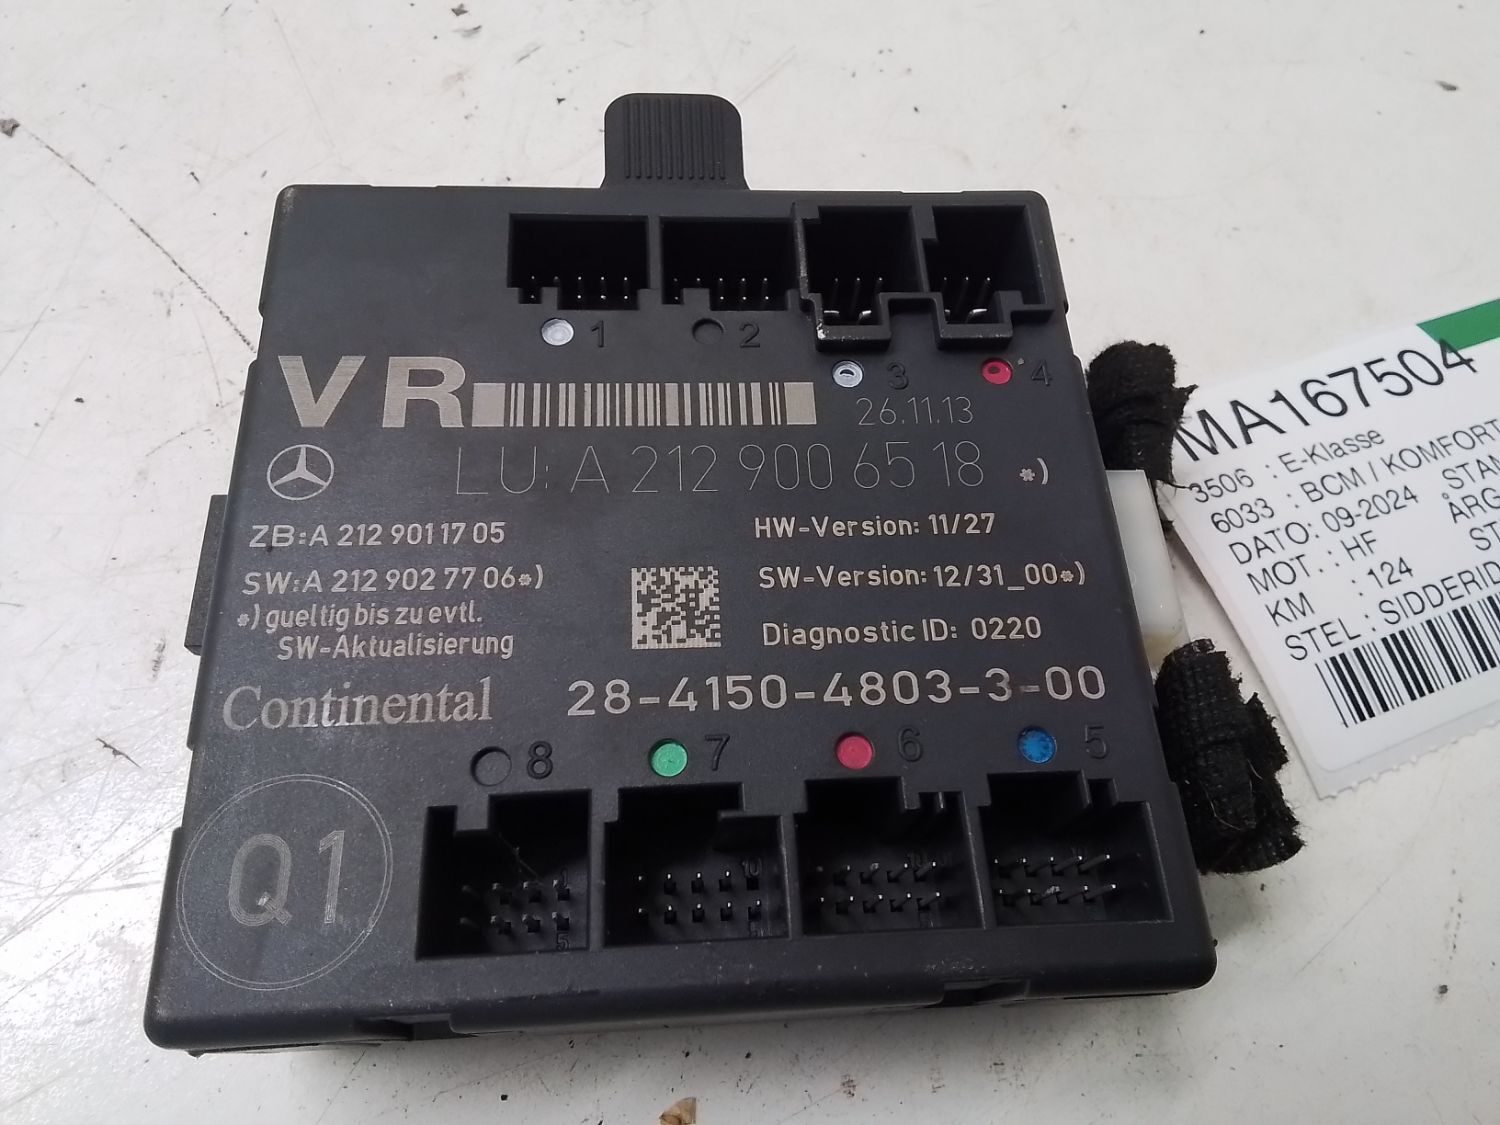 1 2 3 4
VR
26.11.13
LU: A 212 900 65 18 *)
ZB: A 212 901 17 05
HW-Version: 11/27
SW: A 212 902 77 06 *)
SW-Version: 12/31_00 *)
*) gueltig bis zu evtl.
SW-Aktualisierung
Diagnostic ID: 0220
Continental
28-4150-4803-3-00
8 7 6 5
Q1
MA167504
3506 : E-Klasse
6033 : BCM / KOMFORT
DATO: 09-2024
MOT. : HF
KM : 124
STEL : SIDDERID